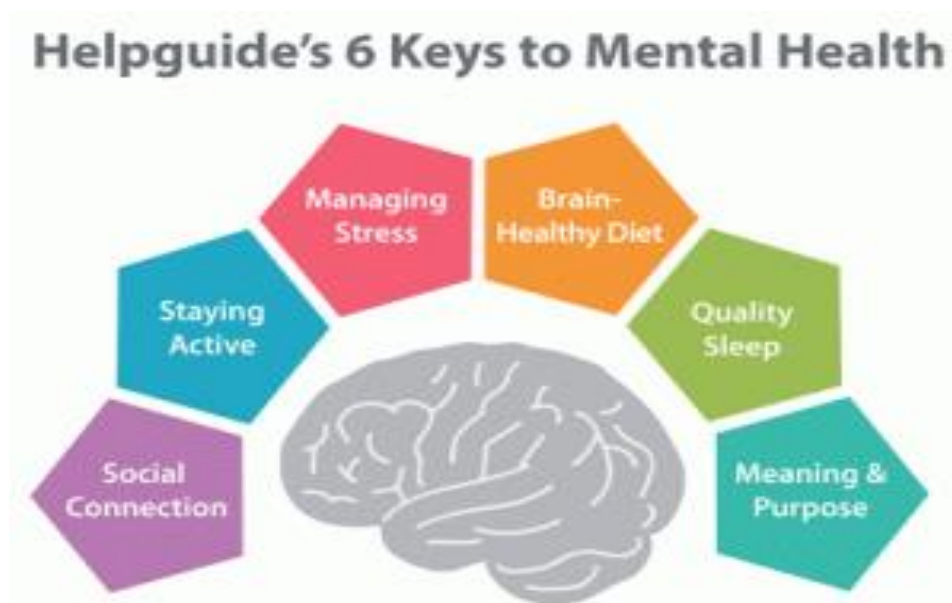 Helpguide's 6 Keys to Mental Health
Social
Connection
Staying
Active
Managing
Stress
Brain-
Healthy Diet
Quality
Sleep
Meaning &
Purpose